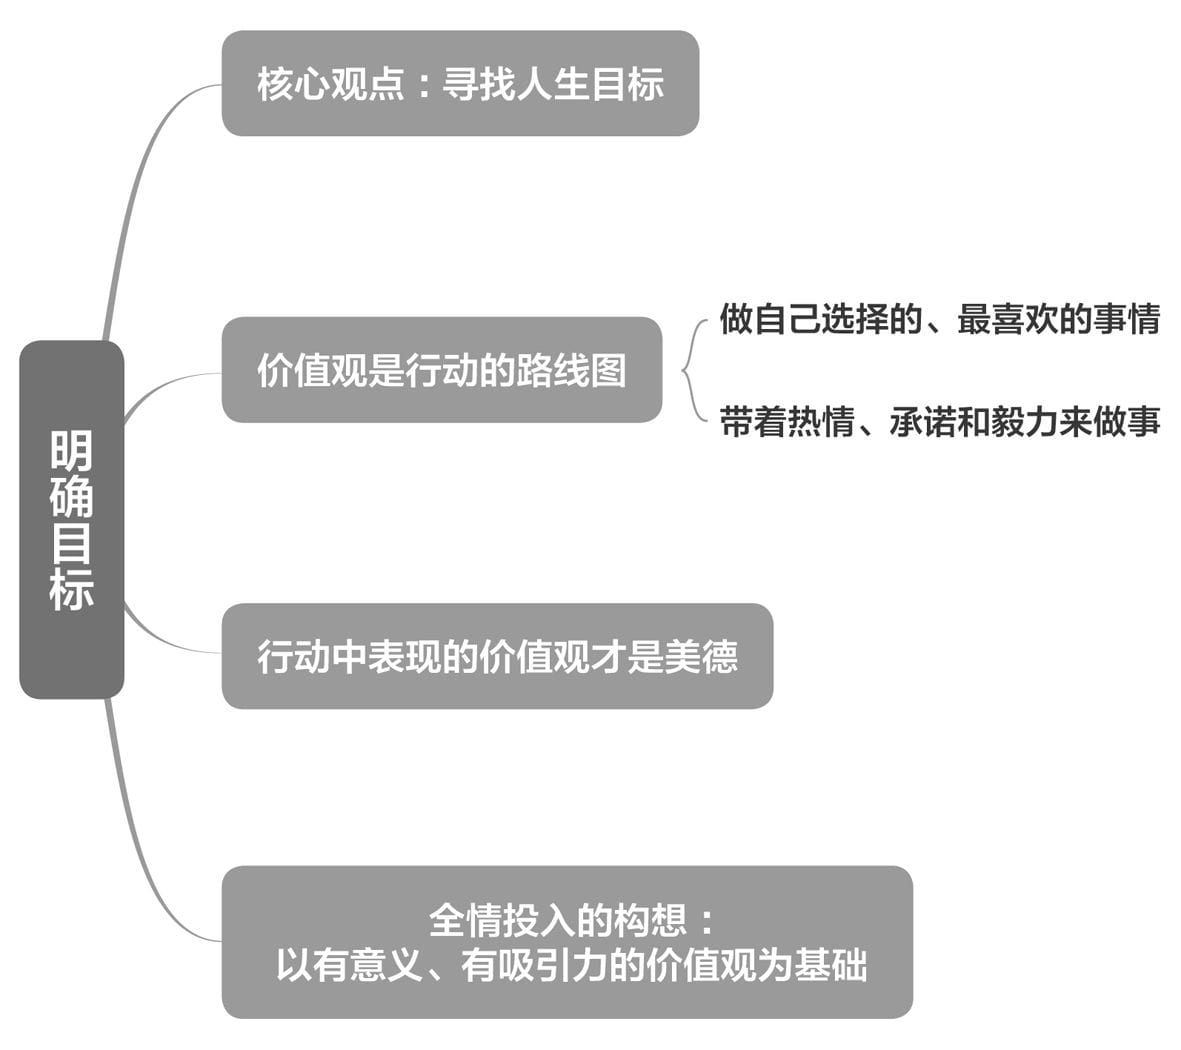 明确目标
核心观点：寻找人生目标
价值观是行动的路线图
做自己选择的、最喜欢的事情
带着热情、承诺和毅力来做事
行动中表现的价值观才是美德
全情投入的构想：
以有意义、有吸引力的价值观为基础